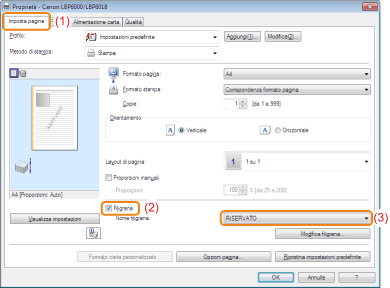 Proprietà - Canon LBP6000/LBP6018
Imposta pagina (1) Alimentazione carta Qualità
Profilo: Impostazioni predefinite Aggiungi(1)... Modifica(2)...
Metodo di stampa: Stampa
Formato pagina: A4
Formato stampa: Corrispondenza formato pagina
Copie: 1 [da 1 a 999]
Orientamento
A Verticale A Orizzontale
Layout di pagina: 1 1 su 1
Proporzioni manuali
Proporzioni: 100 % [da 25 a 200]
A4 [Proporzioni: Auto]
Filigrana (2)
Nome filigrana: RISERVATO (3)
Visualizza impostazioni
Modifica filigrana...
Formato carta personalizzato... Opzioni pagina... Ripristina impostazioni predefinite
OK Annulla ?